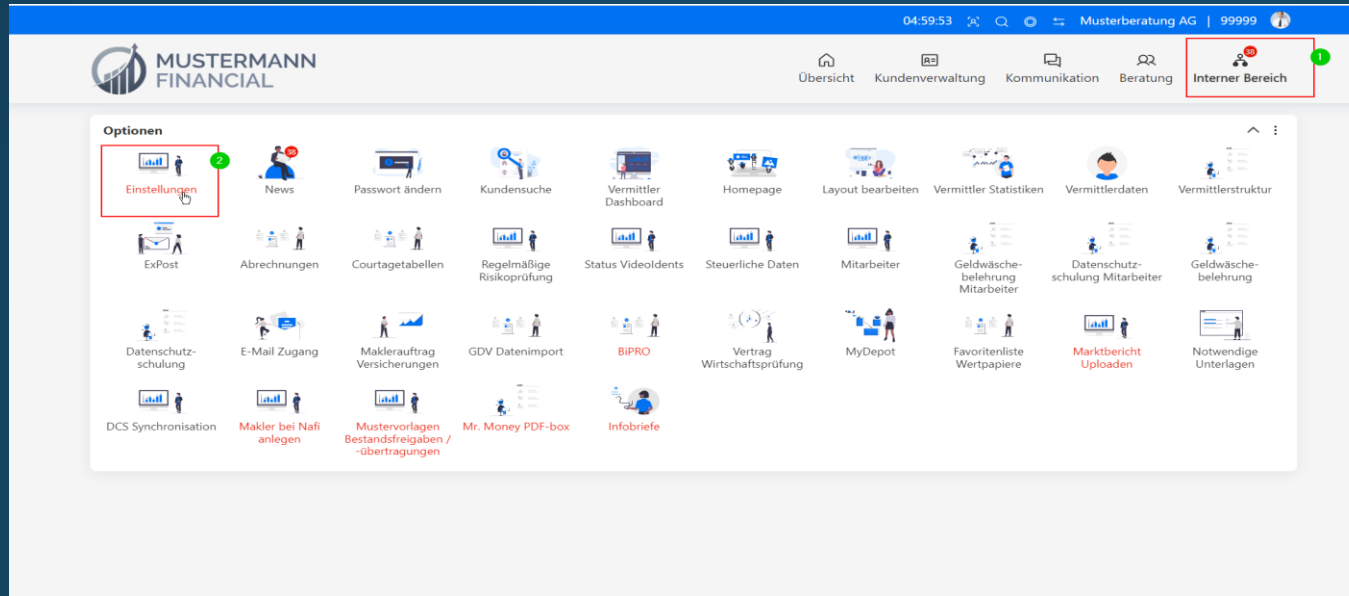 04:59:53 Musterberatung AG | 99999
MUSTERMANN
FINANCIAL
Übersicht Kundenverwaltung Kommunikation Beratung Interner Bereich
38
1
Optionen
2
38
Einstellungen News Passwort ändern Kundensuche Vermittler Dashboard Homepage Layout bearbeiten Vermittler Statistiken Vermittlerdaten Vermittlerstruktur
ExPost Abrechnungen Courtagetabellen Regelmäßige Risikoprüfung Status VideoIdents Steuerliche Daten Mitarbeiter Geldwäsche-belehrung Mitarbeiter Datenschutz-schulung Mitarbeiter Geldwäsche-belehrung
Datenschutz-schulung E-Mail Zugang Maklerauftrag Versicherungen GDV Datenimport BiPRO Vertrag Wirtschaftsprüfung MyDepot Favoritenliste Wertpapiere Marktbericht Uploaden Notwendige Unterlagen
DCS Synchronisation Makler bei Nafi anlegen Mustervorlagen Bestandsfreigaben / -übertragungen Mr. Money PDF-box Infobriefe